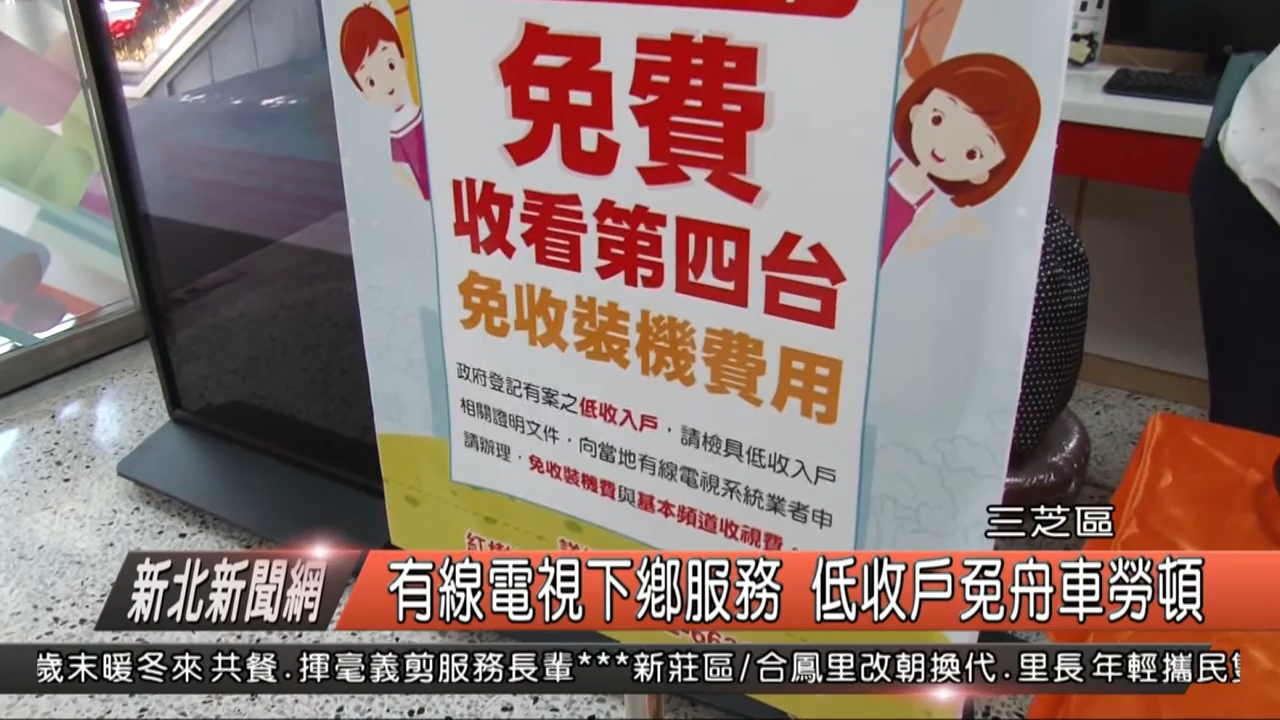 免費
收看第四台
免收裝機費用
政府登記有案之低收入戶，請檢具低收入戶
相關證明文件，向當地有線電視系統業者申
請辦理，免收裝機費與基本頻道收視費。
三芝區
新北新聞網
有線電視下鄉服務 低收戶免舟車勞頓
歲末暖冬來共餐.揮毫義剪服務長輩***新莊區/合鳳里改朝換代.里長年輕攜民